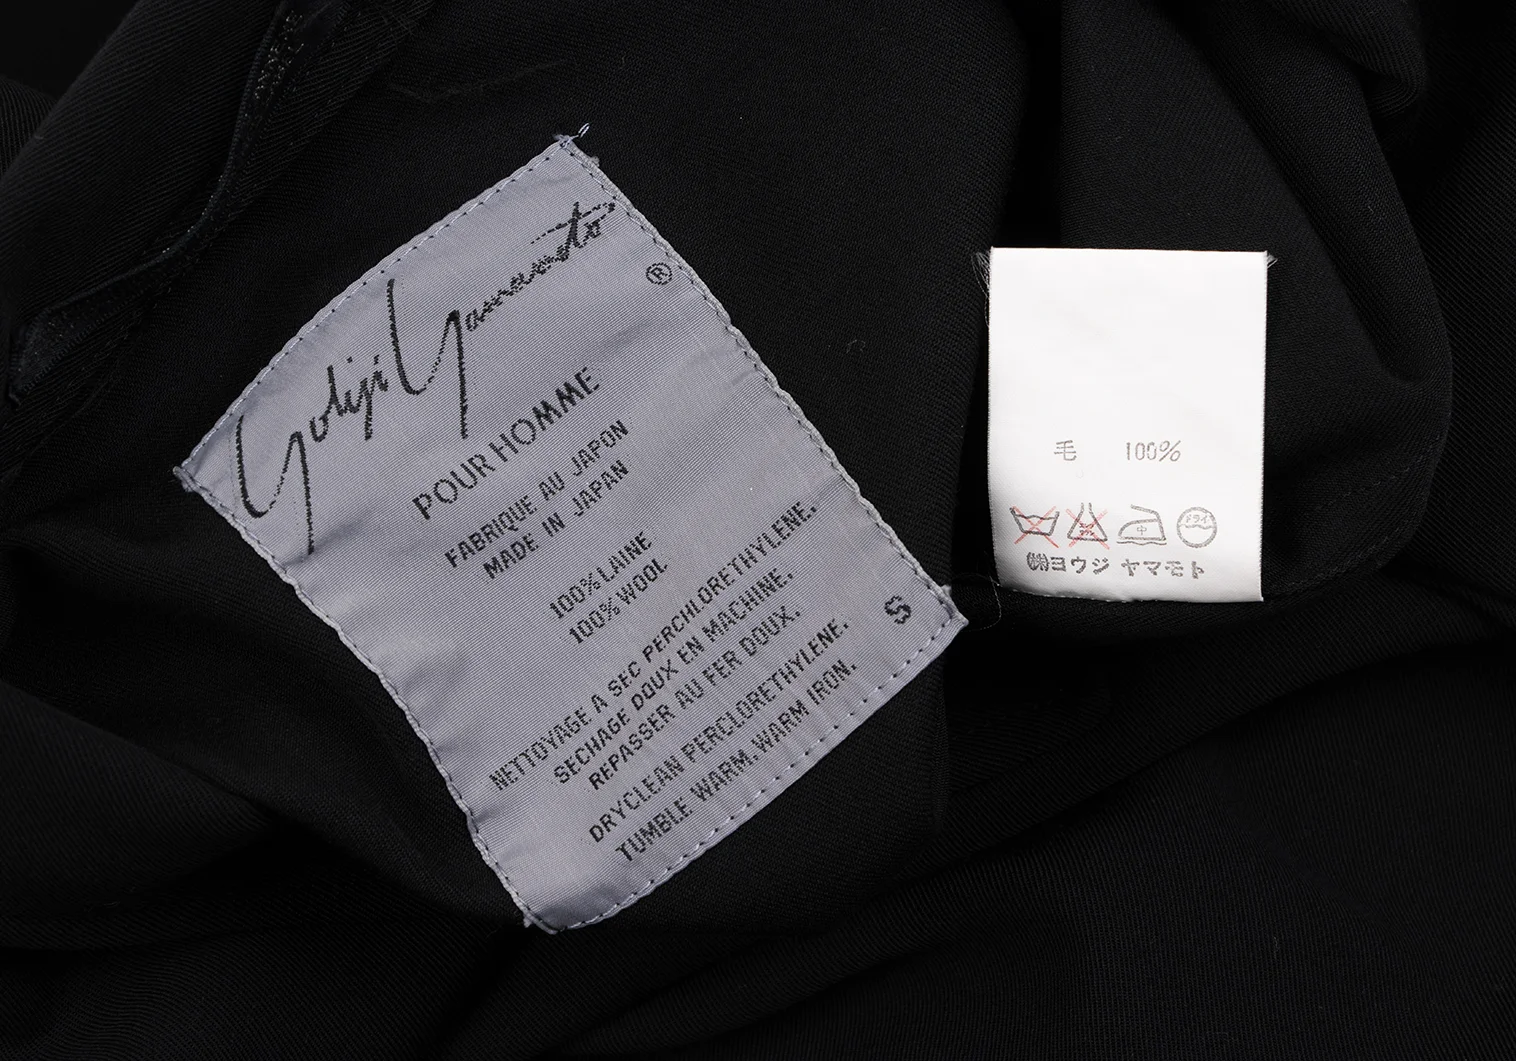 Yohji Yamamoto
®
POUR HOMME
FABRIQUE AU JAPON
MADE IN JAPAN
100% LAINE
100% WOOL
NETTOYAGE A SEC PERCHLORETHYLENE.
SECHAGE DOUX EN MACHINE.
REPASSER AU FER DOUX.
DRYCLEAN PERCLORETHYLENE.
TUMBLE WARM. WARM IRON.
S
毛 100%
中 ドライ
㈱ヨウジ ヤマモト